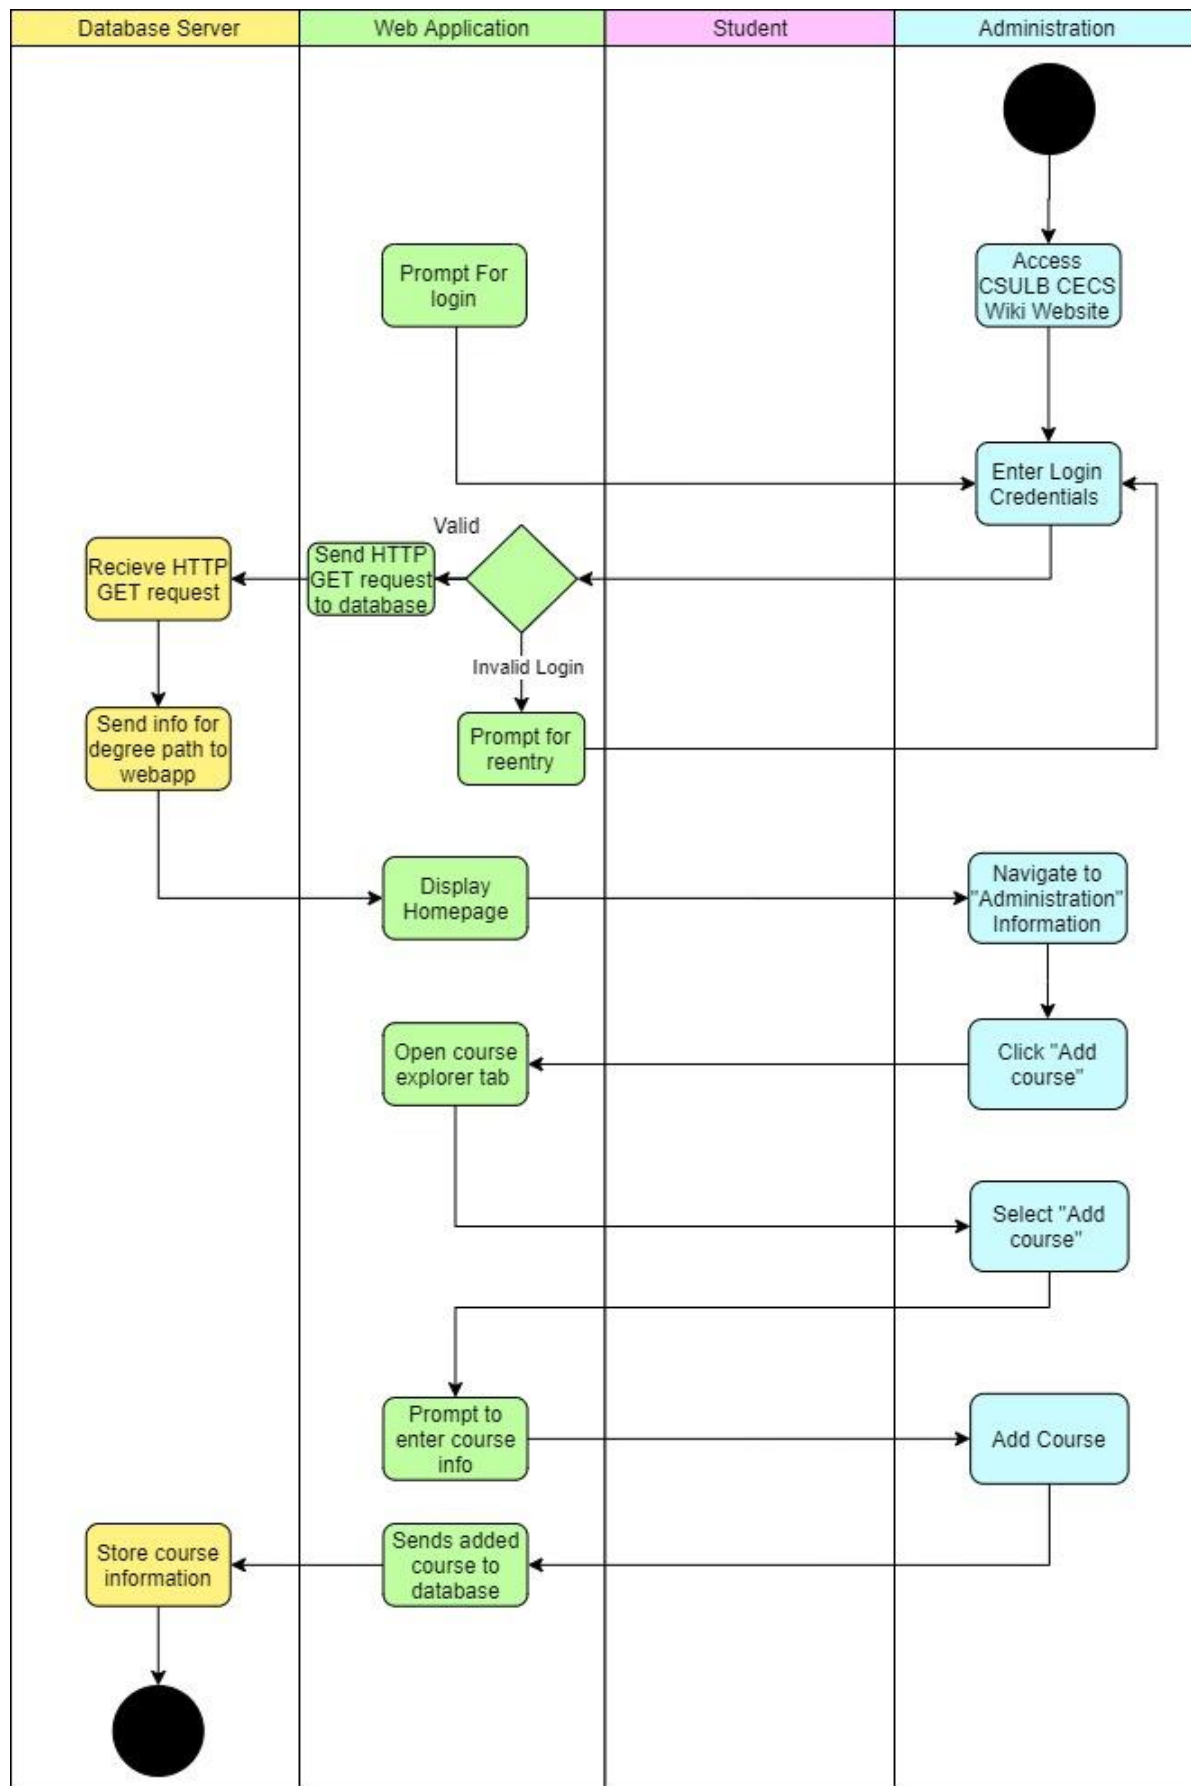 Database Server
Web Application
Student
Administration
Prompt For
login
Access
CSULB CECS
Wiki Website
Enter Login
Credentials
Valid
Recieve HTTP
GET request
Send HTTP
GET request
to database
Invalid Login
Send info for
degree path to
webapp
Prompt for
reentry
Display
Homepage
Navigate to
"Administration"
Information
Open course
explorer tab
Click "Add
course"
Select "Add
course"
Prompt to
enter course
info
Add Course
Store course
information
Sends added
course to
database